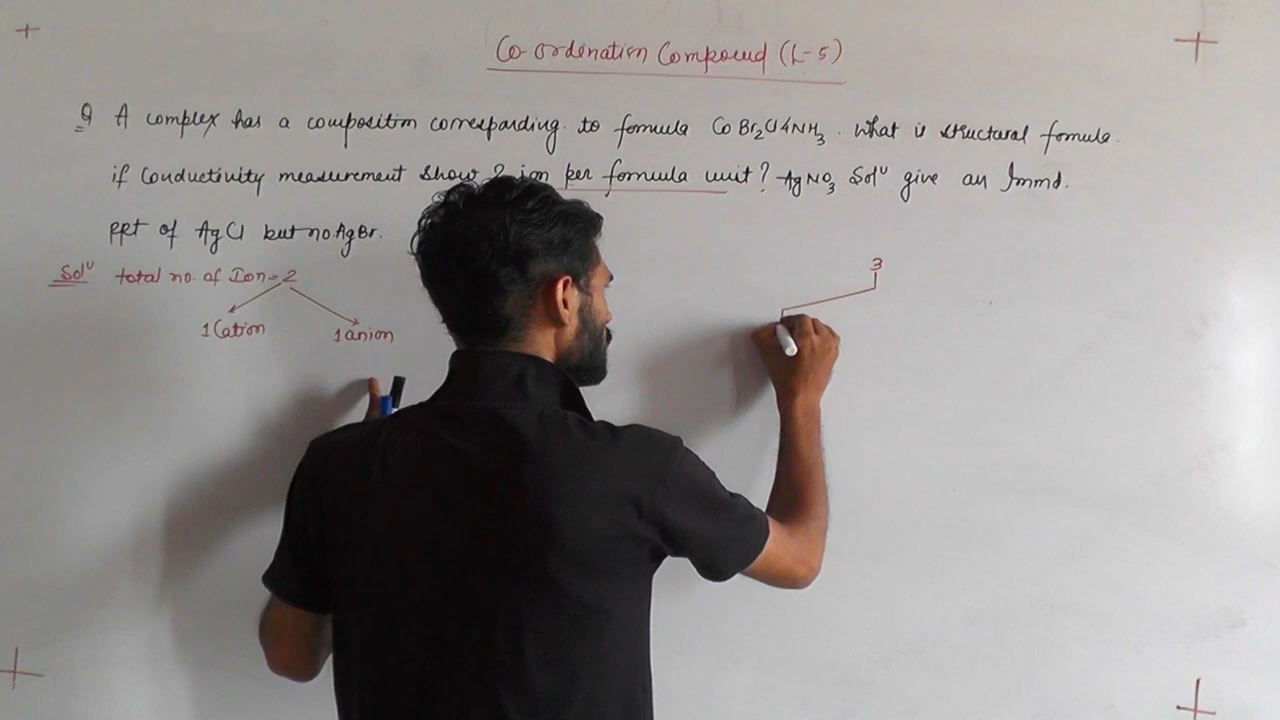 Co-ordination Compound (L-5)
Q A complex has a composition corresponding to formula CoBr2Cl4NH3. What is structural formula.
if conductivity measurement show 2 ion per formula unit? AgNO3 Solⁿ give an Immd.
ppt of AgCl but no AgBr.
Solⁿ total no. of Ion = 2
1 Cation 1 anion
3